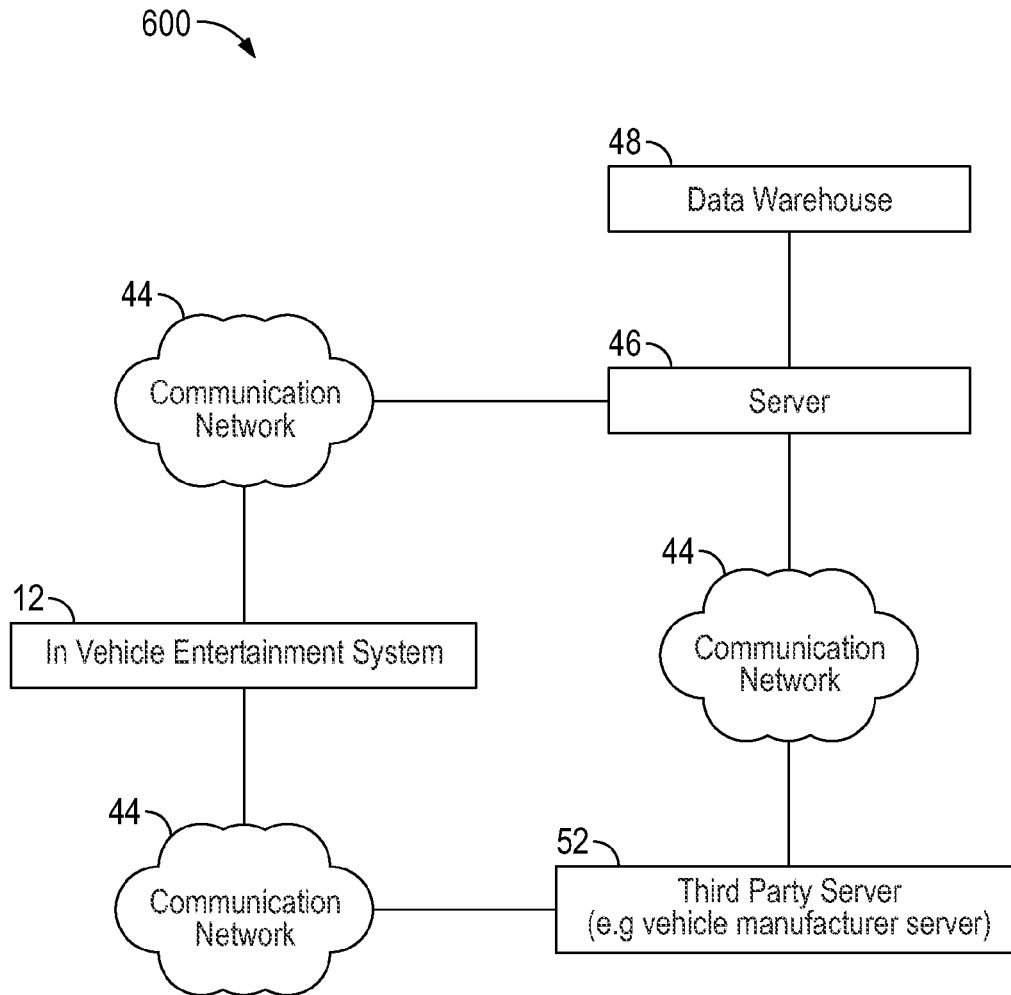 600
48
Data Warehouse
44
Communication
Network
46
Server
44
Communication
Network
12
In Vehicle Entertainment System
44
Communication
Network
52
Third Party Server
(e.g vehicle manufacturer server)